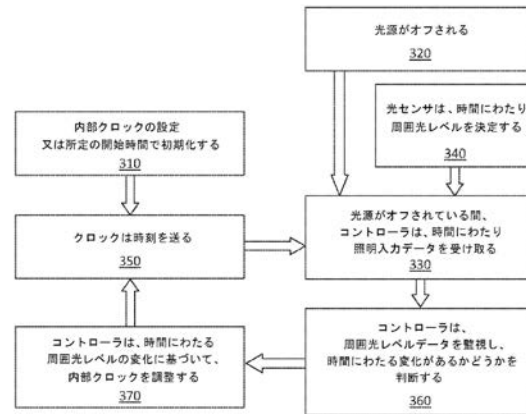 光源がオフされる
320
光センサは、時間にわたり
周囲光レベルを決定する
340
内部クロックの設定
又は所定の開始時間で初期化する
310
クロックは時刻を送る
350
光源がオフされている間、
コントローラは、時間にわたり
照明入力データを受け取る
330
コントローラは、時間にわたる
周囲光レベルの変化に基づいて、
内部クロックを調整する
370
コントローラは、
周囲光レベルデータを監視し、
時間にわたる変化があるかどうかを
判断する
360